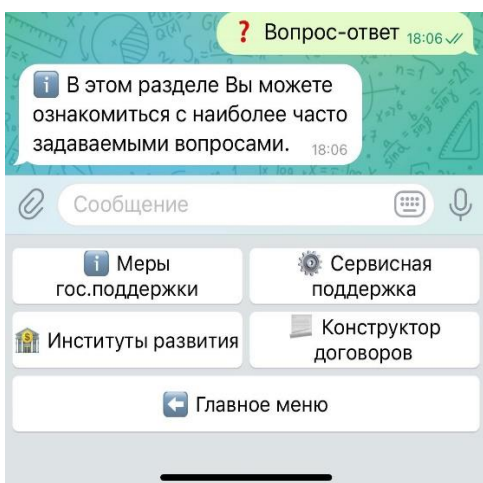 ❓ Вопрос-ответ 18:06
ℹ️ В этом разделе Вы можете
ознакомиться с наиболее часто
задаваемыми вопросами. 18:06
Сообщение
ℹ️ Меры
гос.поддержки
⚙️ Сервисная
поддержка
🏦 Институты развития
Конструктор
договоров
⬅️ Главное меню